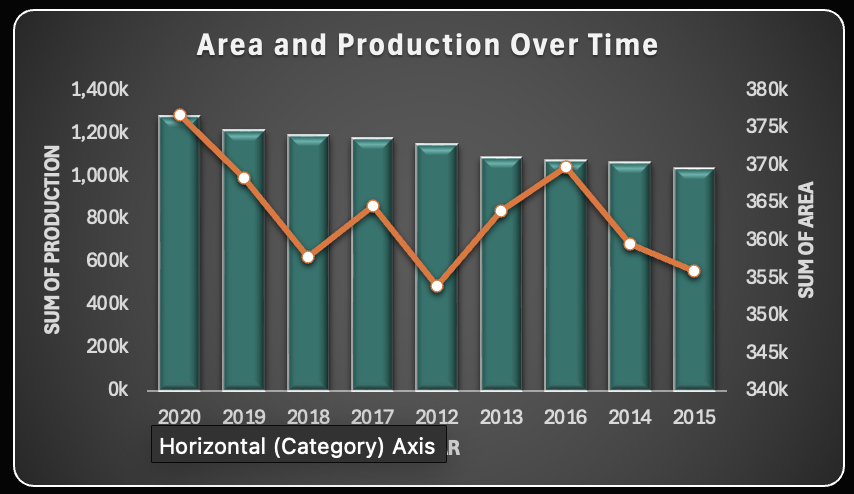 Area and Production Over Time
1,400k
1,200k
1,000k
800k
600k
400k
200k
0k
SUM OF PRODUCTION
380k
375k
370k
365k
360k
355k
350k
345k
340k
SUM OF AREA
2020 2019 2018 2017 2012 2013 2016 2014 2015
Horizontal (Category) Axis